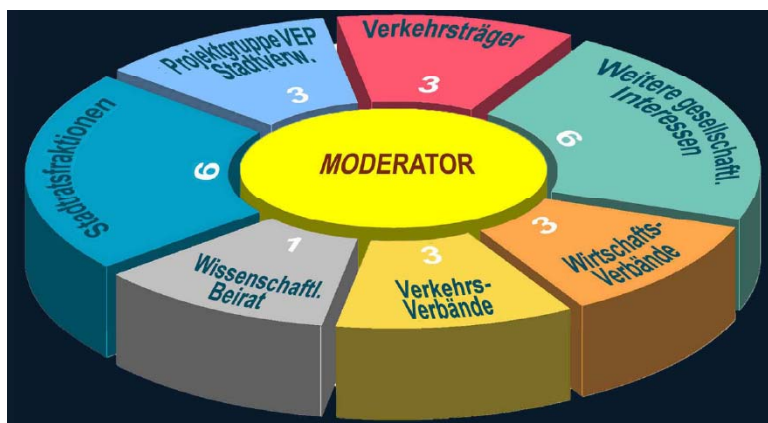 Projektgruppe VEP
Stadtverw.
3
Verkehrsträger
3
Weitere gesellschaftl.
Interessen
6
Wirtschafts-
Verbände
3
Verkehrs-
Verbände
3
Wissenschaftl.
Beirat
1
Stadtratsfraktionen
6
MODERATOR